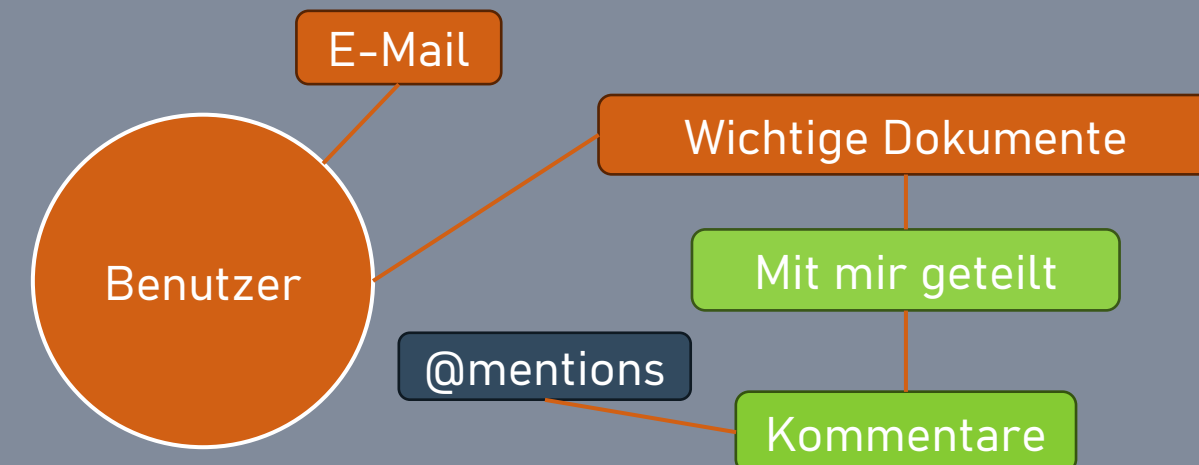 E-Mail
Wichtige Dokumente
Benutzer
Mit mir geteilt
@mentions
Kommentare